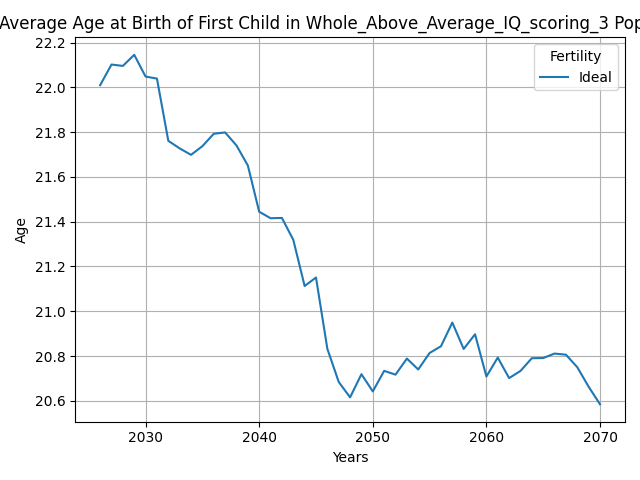 Average Age at Birth of First Child in Whole_Above_Average_IQ_scoring_3 Pop
Fertility
Ideal
22.2
22.0
21.8
21.6
21.4
21.2
21.0
20.8
20.6
Age
2030 2040 2050 2060 2070
Years